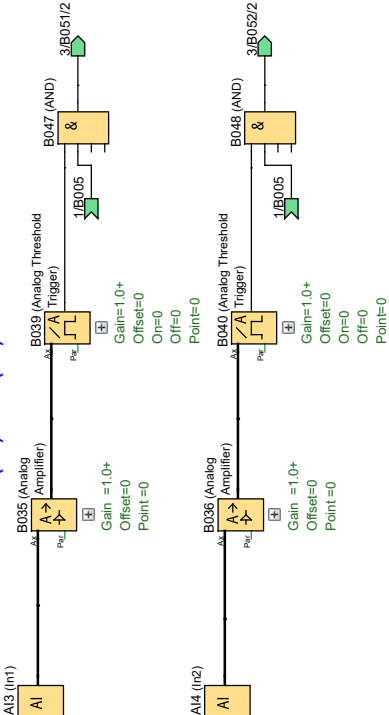 AI3 (In1)
AI
B035 (Analog
Amplifier)
Ax
A→
Par
+
Gain =1.0+
Offset=0
Point =0
B039 (Analog Threshold
Trigger)
Ax
A
Par
+
Gain=1.0+
Offset=0
On=0
Off=0
Point=0
1/B005
B047 (AND)
&
3/B051/2
AI4 (In2)
AI
B036 (Analog
Amplifier)
Ax
A→
Par
+
Gain =1.0+
Offset=0
Point =0
B040 (Analog Threshold
Trigger)
Ax
A
Par
+
Gain=1.0+
Offset=0
On=0
Off=0
Point=0
1/B005
B048 (AND)
&
3/B052/2